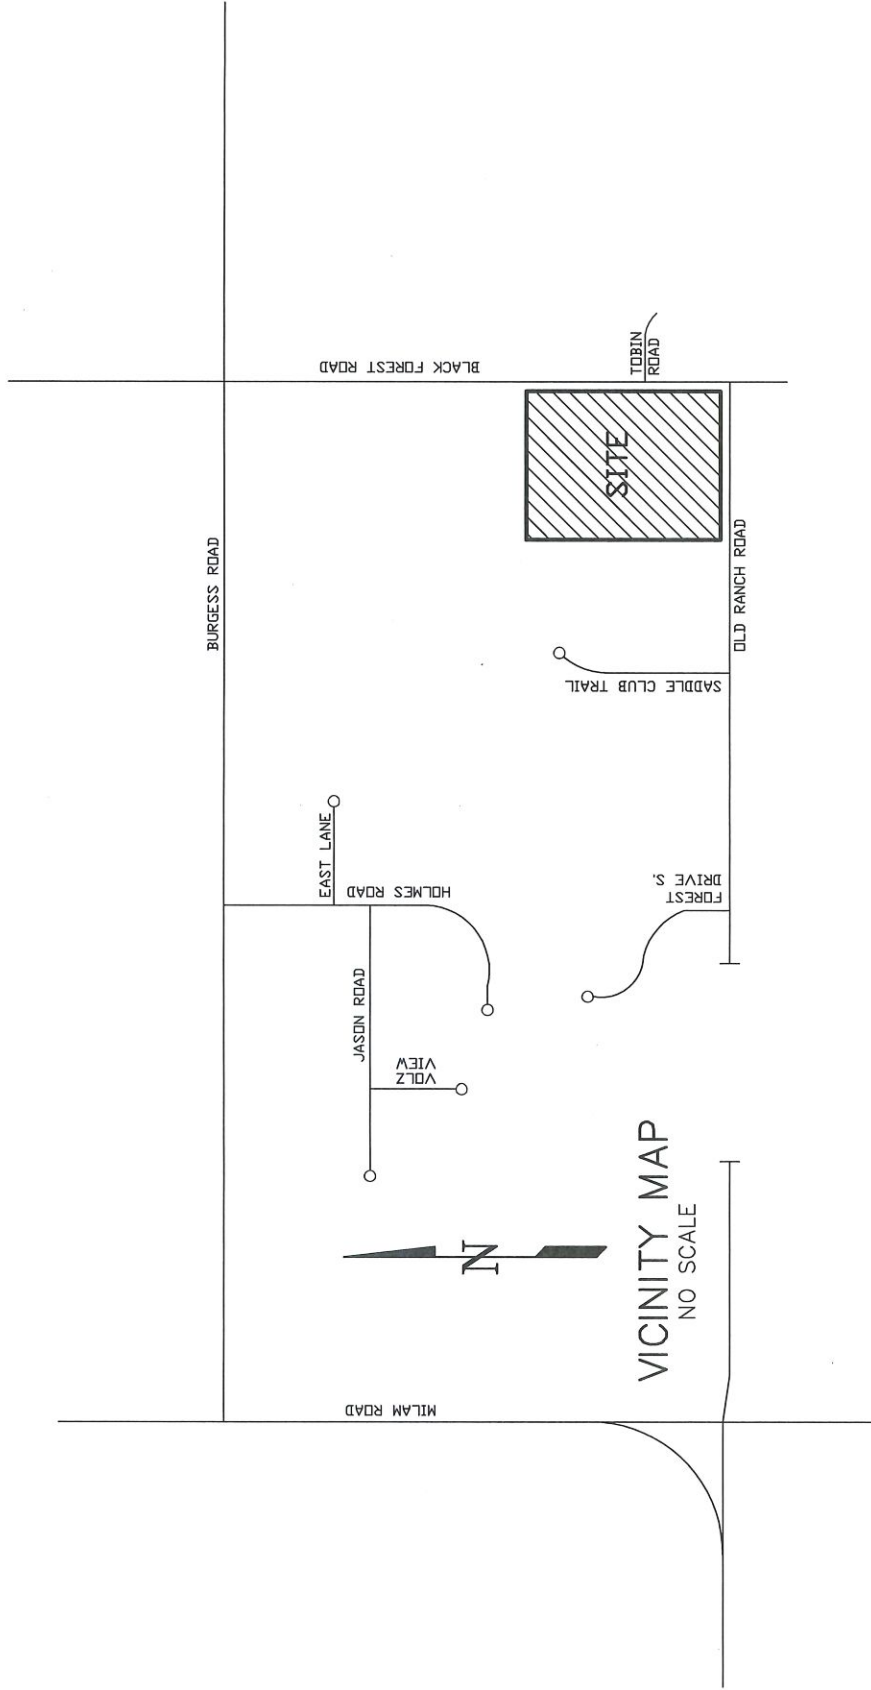 BURGESS ROAD
BLACK FOREST ROAD
TOBIN
ROAD
SITE
OLD RANCH ROAD
SADDLE CLUB TRAIL
EAST LANE
HOLMES ROAD
FOREST
DRIVE S.
JASON ROAD
VOLZ
VIEW
N
MILAM ROAD
VICINITY MAP
NO SCALE